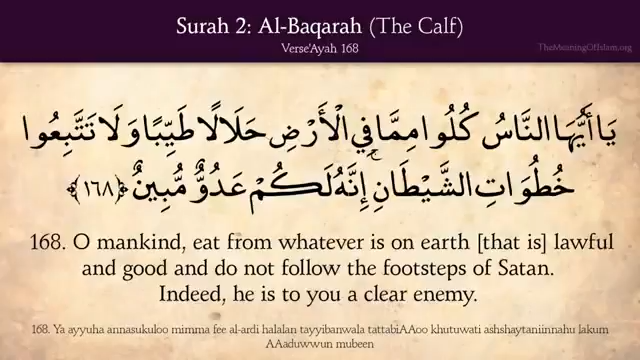 Surah 2: Al-Baqarah (The Calf)
Verse'Ayah 168
TheMeaningOfIslam.org
يَا أَيُّهَا النَّاسُ كُلُوا مِمَّا فِي الْأَرْضِ حَلَالًا طَيِّبًا وَلَا تَتَّبِعُوا
خُطُوَاتِ الشَّيْطَانِ إِنَّهُ لَكُمْ عَدُوٌّ مُّبِينٌ ﴿١٦٨﴾
168. O mankind, eat from whatever is on earth [that is] lawful
and good and do not follow the footsteps of Satan.
Indeed, he is to you a clear enemy.
168. Ya ayyuha annasukuloo mimma fee al-ardi halalan tayyibanwala tattabiAAoo khutuwati ashshaytaniinnahu lakum
AAaduwwun mubeen